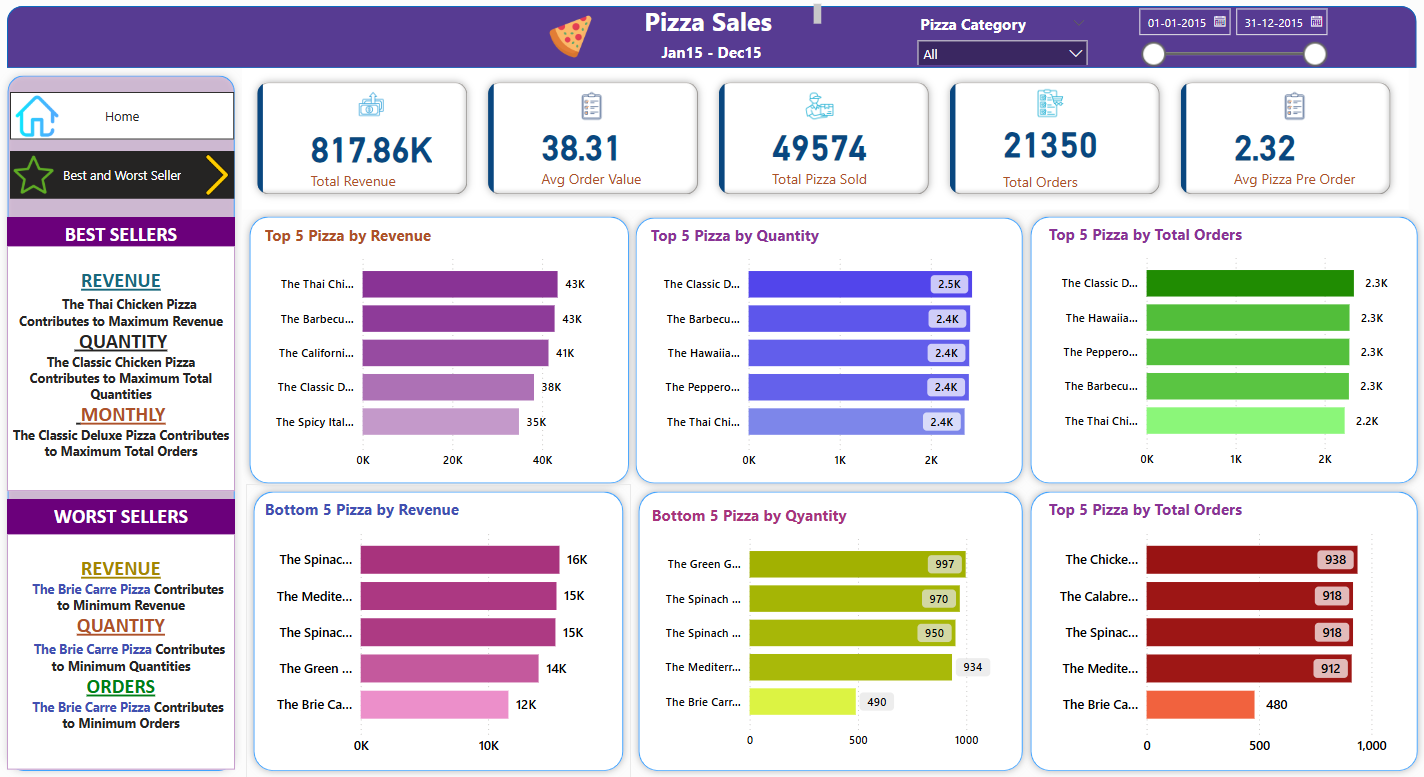 Pizza Sales
Jan15 - Dec15
Pizza Category
All
01-01-2015
31-12-2015
Home
Best and Worst Seller
817.86K
Total Revenue
38.31
Avg Order Value
49574
Total Pizza Sold
21350
Total Orders
2.32
Avg Pizza Pre Order
BEST SELLERS
REVENUE
The Thai Chicken Pizza
Contributes to Maximum Revenue
QUANTITY
The Classic Chicken Pizza
Contributes to Maximum Total
Quantities
MONTHLY
The Classic Deluxe Pizza Contributes
to Maximum Total Orders
WORST SELLERS
REVENUE
The Brie Carre Pizza Contributes
to Minimum Revenue
QUANTITY
The Brie Carre Pizza Contributes
to Minimum Quantities
ORDERS
The Brie Carre Pizza Contributes
to Minimum Orders
Top 5 Pizza by Revenue
The Thai Chi... 43K
The Barbecu... 43K
The Californi... 41K
The Classic D... 38K
The Spicy Ital... 35K
0K 20K 40K
Top 5 Pizza by Quantity
The Classic D... 2.5K
The Barbecu... 2.4K
The Hawaiia... 2.4K
The Peppero... 2.4K
The Thai Chi... 2.4K
0K 1K 2K
Top 5 Pizza by Total Orders
The Classic D... 2.3K
The Hawaiia... 2.3K
The Peppero... 2.3K
The Barbecu... 2.3K
The Thai Chi... 2.2K
0K 1K 2K
Bottom 5 Pizza by Revenue
The Spinac... 16K
The Medite... 15K
The Spinac... 15K
The Green ... 14K
The Brie Ca... 12K
0K 10K
Bottom 5 Pizza by Qyantity
The Green G... 997
The Spinach ... 970
The Spinach ... 950
The Mediterr... 934
The Brie Carr... 490
0 500 1000
Top 5 Pizza by Total Orders
The Chicke... 938
The Calabre... 918
The Spinac... 918
The Medite... 912
The Brie Ca... 480
0 500 1,000